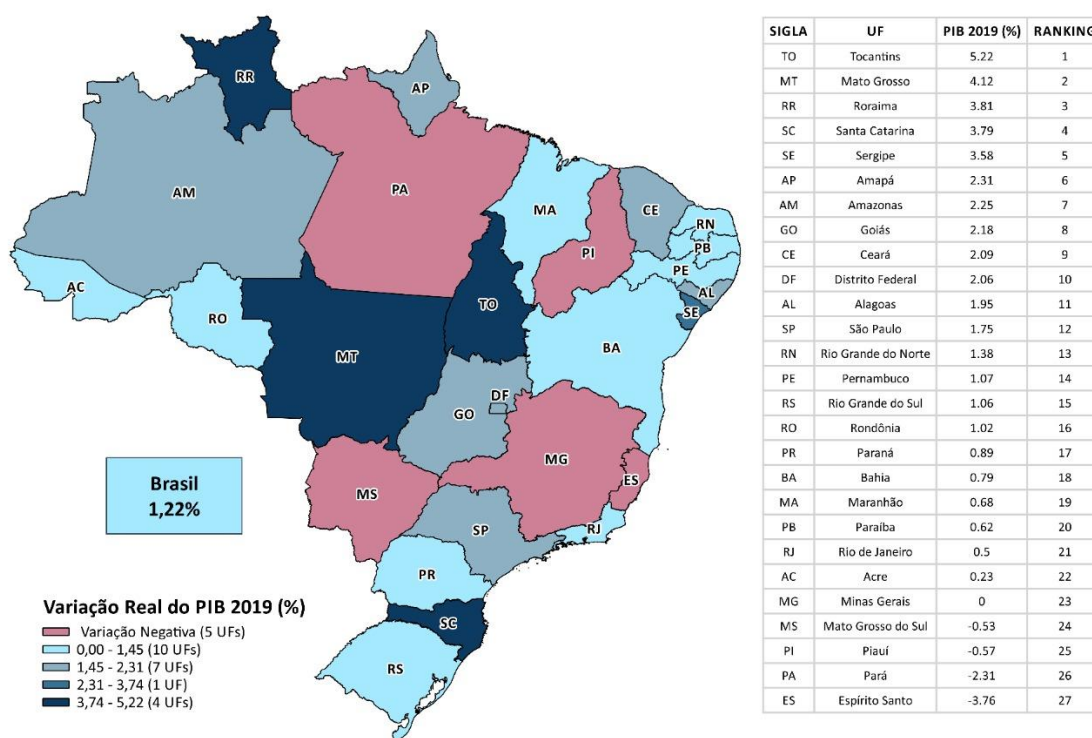 RR
AP
AM
PA
MA
CE
RN
PB
PE
PI
AL
SE
AC
RO
TO
BA
MT
DF
GO
MG
ES
MS
SP
RJ
PR
SC
RS
Brasil
1,22%
Variação Real do PIB 2019 (%)
Variação Negativa (5 UFs)
0,00 - 1,45 (10 UFs)
1,45 - 2,31 (7 UFs)
2,31 - 3,74 (1 UF)
3,74 - 5,22 (4 UFs)
SIGLA UF PIB 2019 (%) RANKING
TO Tocantins 5.22 1
MT Mato Grosso 4.12 2
RR Roraima 3.81 3
SC Santa Catarina 3.79 4
SE Sergipe 3.58 5
AP Amapá 2.31 6
AM Amazonas 2.25 7
GO Goiás 2.18 8
CE Ceará 2.09 9
DF Distrito Federal 2.06 10
AL Alagoas 1.95 11
SP São Paulo 1.75 12
RN Rio Grande do Norte 1.38 13
PE Pernambuco 1.07 14
RS Rio Grande do Sul 1.06 15
RO Rondônia 1.02 16
PR Paraná 0.89 17
BA Bahia 0.79 18
MA Maranhão 0.68 19
PB Paraíba 0.62 20
RJ Rio de Janeiro 0.5 21
AC Acre 0.23 22
MG Minas Gerais 0 23
MS Mato Grosso do Sul -0.53 24
PI Piauí -0.57 25
PA Pará -2.31 26
ES Espírito Santo -3.76 27